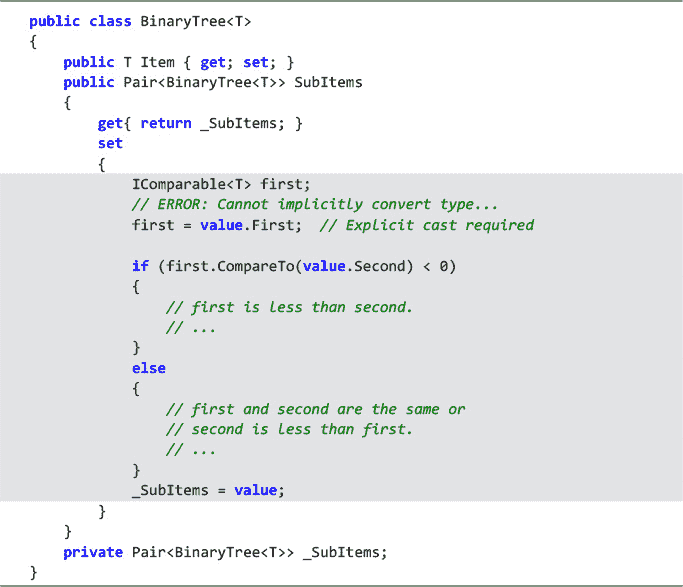 public class BinaryTree<T>
{
    public T Item { get; set; }
    public Pair<BinaryTree<T>> SubItems
    {
        get{ return _SubItems; }
        set
        {
            IComparable<T> first;
            // ERROR: Cannot implicitly convert type...
            first = value.First;  // Explicit cast required

            if (first.CompareTo(value.Second) < 0)
            {
                // first is less than second.
                // ...
            }
            else
            {
                // first and second are the same or
                // second is less than first.
                // ...
            }
            _SubItems = value;
        }
    }
    private Pair<BinaryTree<T>> _SubItems;
}